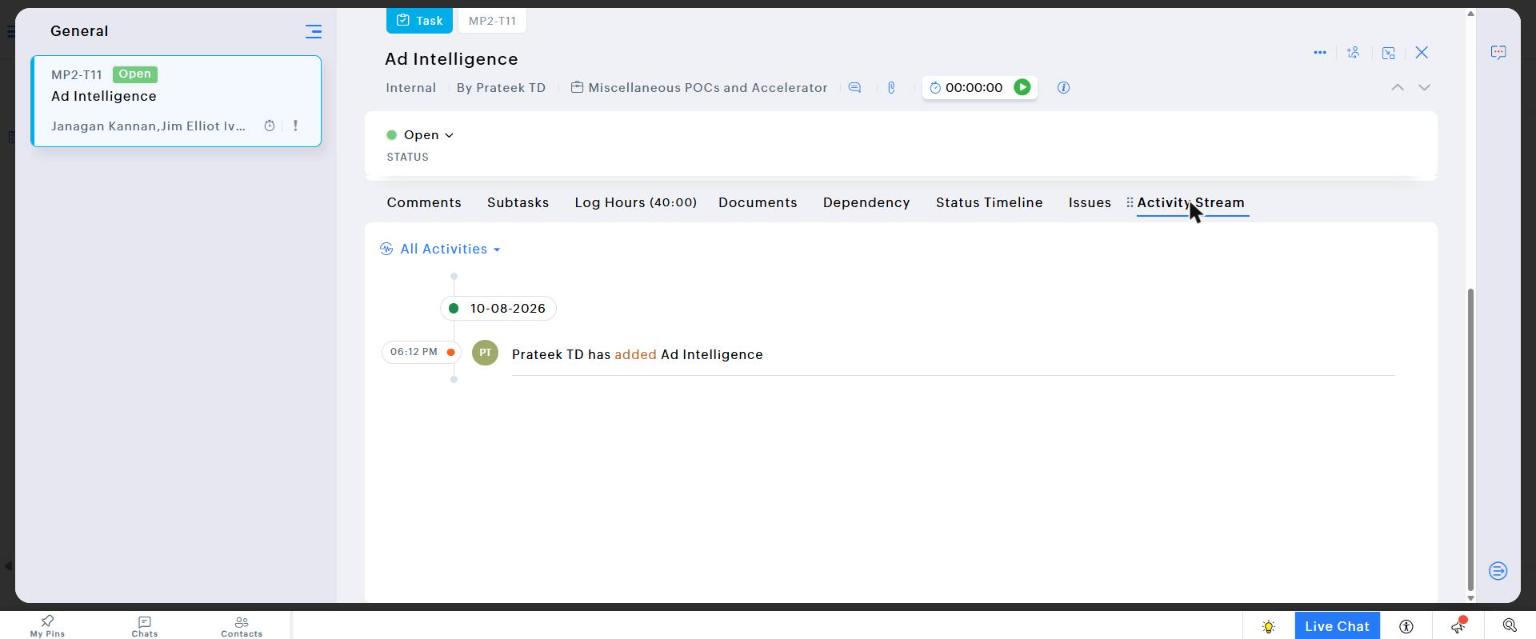 General
MP2-T11 Open
Ad Intelligence
Janagan Kannan,Jim Elliot Iv...
Task MP2-T11
Ad Intelligence
Internal By Prateek TD Miscellaneous POCs and Accelerator 00:00:00
Open
STATUS
Comments Subtasks Log Hours (40:00) Documents Dependency Status Timeline Issues Activity Stream
All Activities
10-08-2026
06:12 PM PT Prateek TD has added Ad Intelligence
My Pins Chats Contacts Live Chat